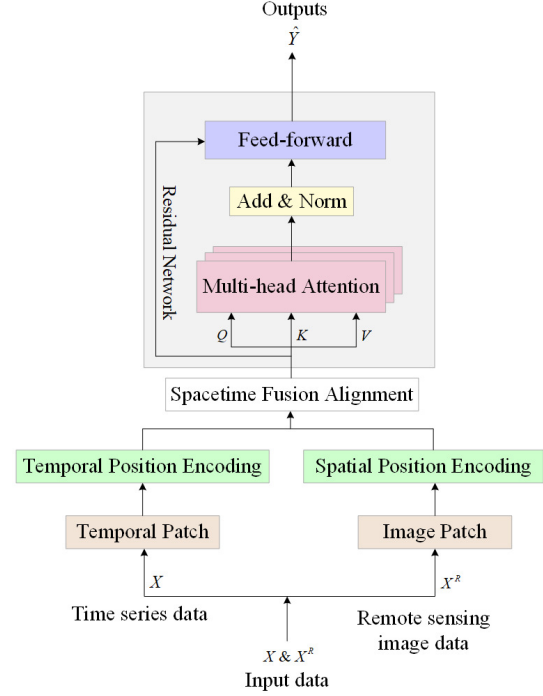 Outputs
Ŷ
Feed-forward
Residual Network
Add & Norm
Multi-head Attention
Q K V
Spacetime Fusion Alignment
Temporal Position Encoding Spatial Position Encoding
Temporal Patch Image Patch
X X^R
Time series data Remote sensing
image data
X & X^R
Input data